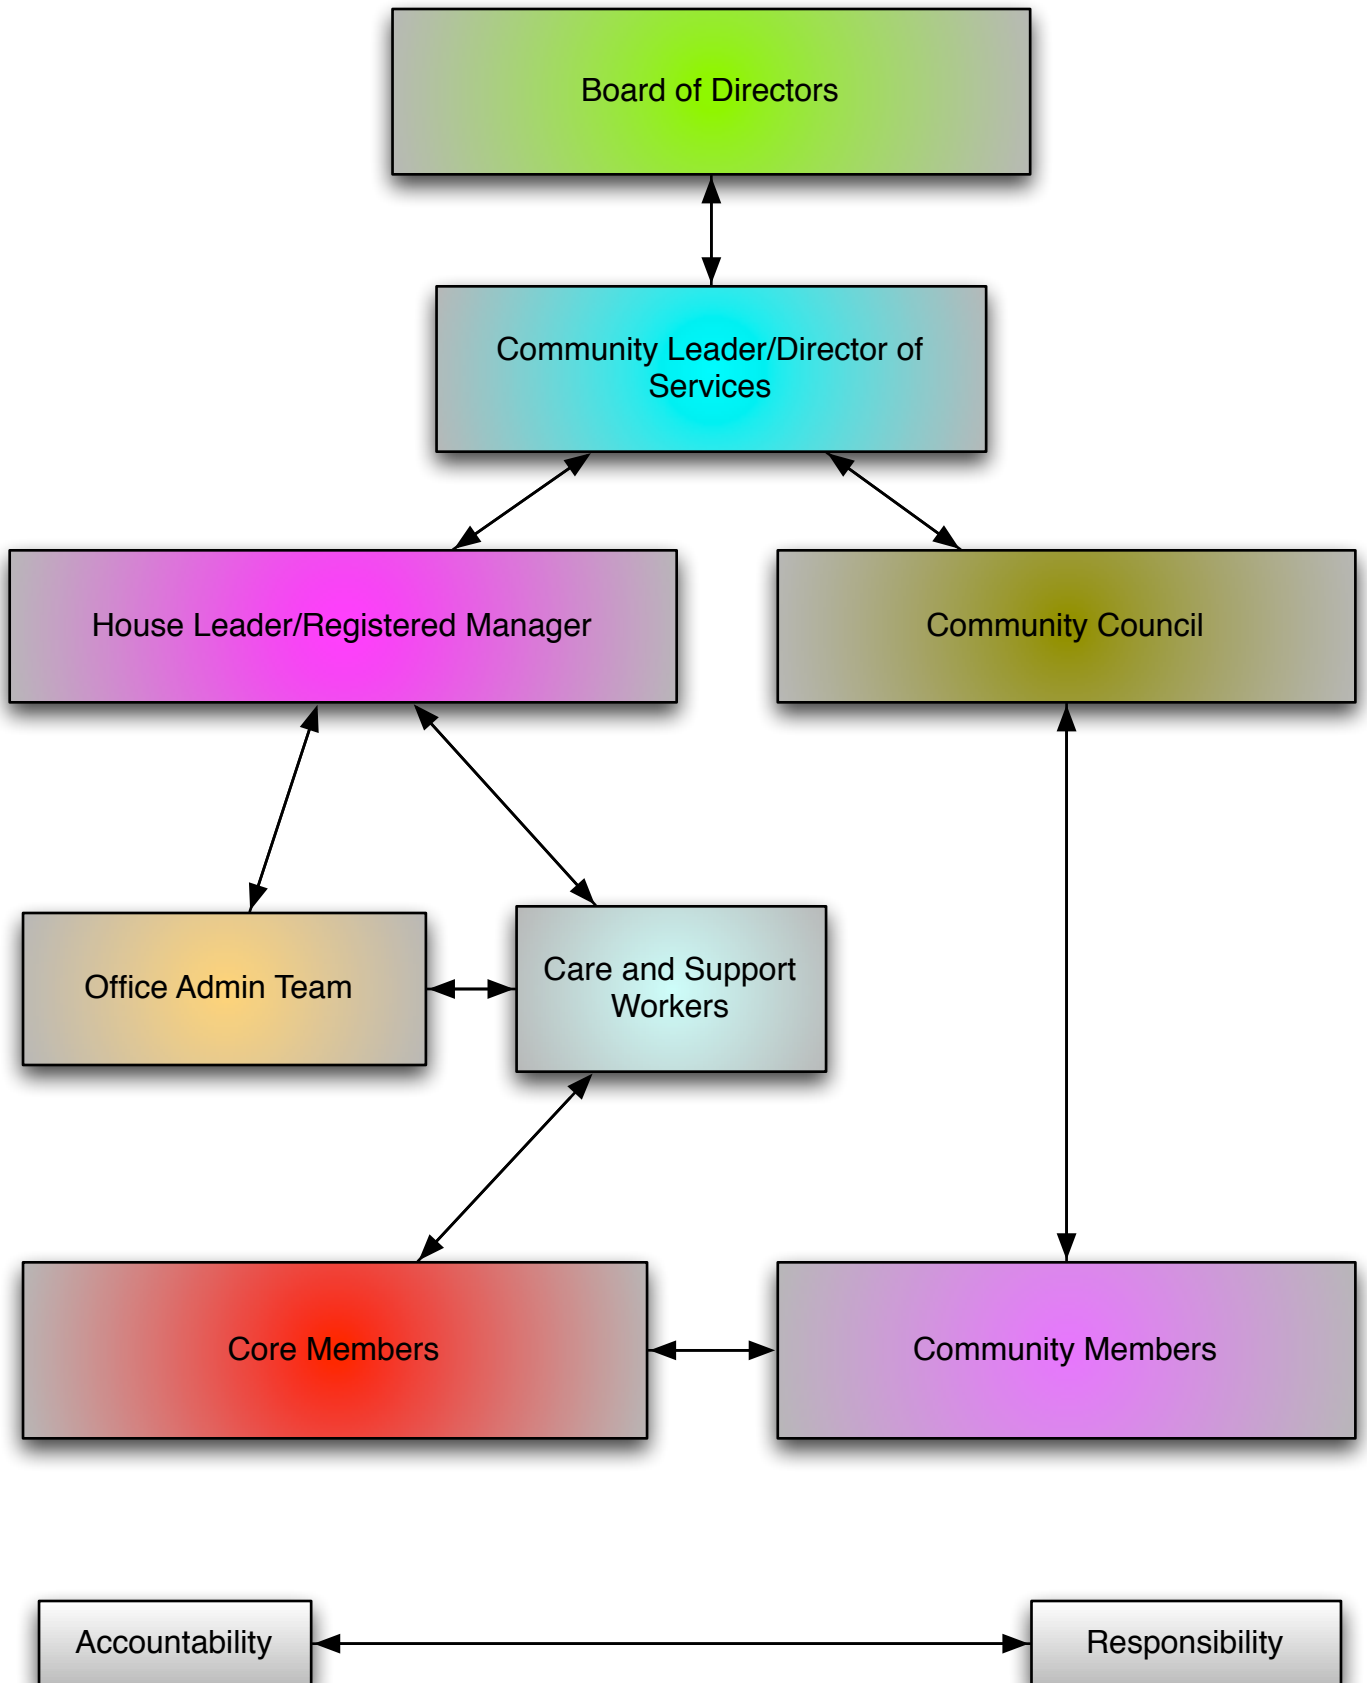 Board of Directors
Community Leader/Director of
Services
House Leader/Registered Manager
Community Council
Office Admin Team
Care and Support
Workers
Core Members
Community Members
Accountability
Responsibility